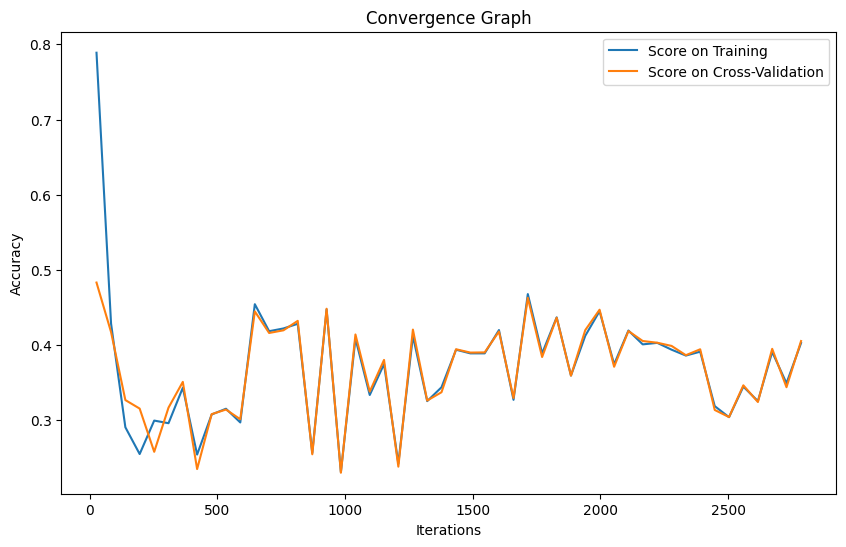 Convergence Graph
Score on Training
Score on Cross-Validation
Accuracy
0.8
0.7
0.6
0.5
0.4
0.3
0
500
1000
1500
2000
2500
Iterations